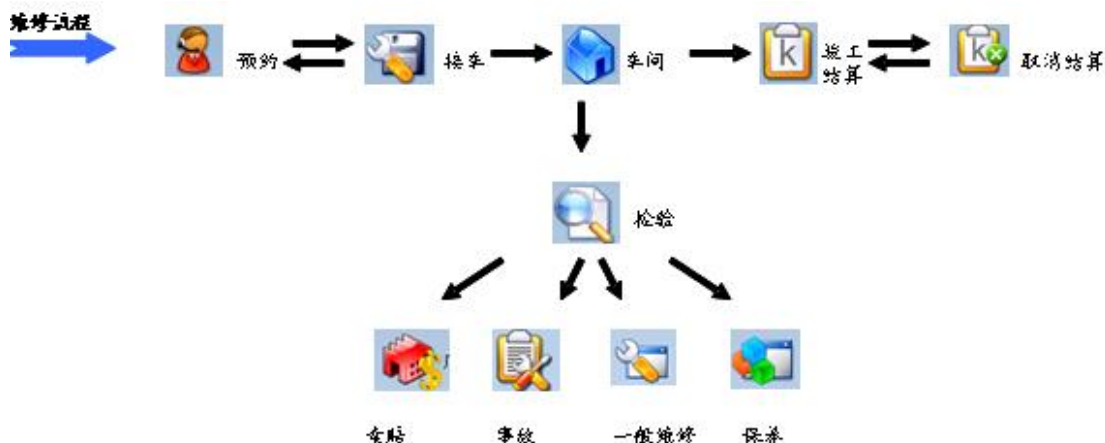 维修流程
预约
接车
车间
竣工
结算
取消结算
检验
索赔
事故
一般维修
保养